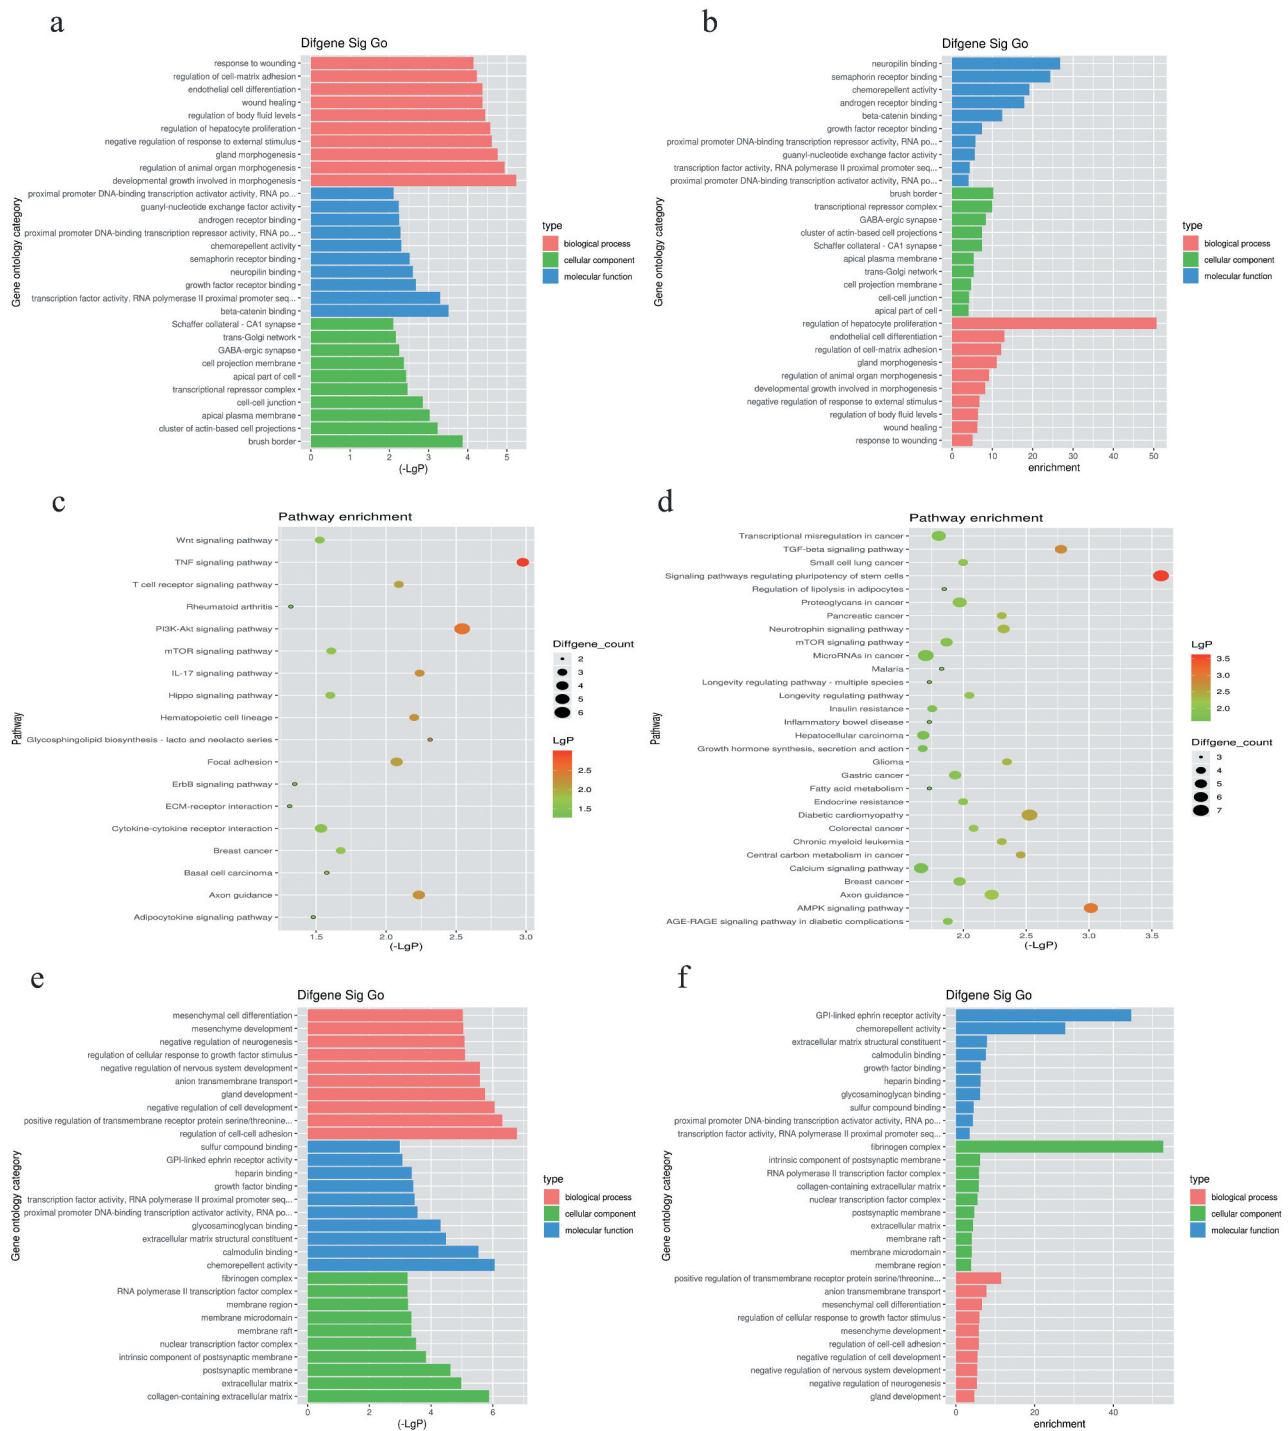 a
Difgene Sig Go
Gene ontology category
response to wounding
regulation of cell-matrix adhesion
endothelial cell differentiation
wound healing
regulation of body fluid levels
regulation of hepatocyte proliferation
negative regulation of response to external stimulus
gland morphogenesis
regulation of animal organ morphogenesis
developmental growth involved in morphogenesis
proximal promoter DNA-binding transcription activator activity, RNA po...
guanyl-nucleotide exchange factor activity
androgen receptor binding
proximal promoter DNA-binding transcription repressor activity, RNA po...
chemorepellent activity
semaphorin receptor binding
neuropilin binding
growth factor receptor binding
transcription factor activity, RNA polymerase II proximal promoter seq...
beta-catenin binding
Schaffer collateral - CA1 synapse
trans-Golgi network
GABA-ergic synapse
cell projection membrane
apical part of cell
transcriptional repressor complex
cell-cell junction
apical plasma membrane
cluster of actin-based cell projections
brush border
0 1 2 3 4 5
(-LgP)
type
biological process
cellular component
molecular function
b
Difgene Sig Go
Gene ontology category
neuropilin binding
semaphorin receptor binding
chemorepellent activity
androgen receptor binding
beta-catenin binding
growth factor receptor binding
proximal promoter DNA-binding transcription repressor activity, RNA po...
guanyl-nucleotide exchange factor activity
transcription factor activity, RNA polymerase II proximal promoter seq...
proximal promoter DNA-binding transcription activator activity, RNA po...
brush border
transcriptional repressor complex
GABA-ergic synapse
cluster of actin-based cell projections
Schaffer collateral - CA1 synapse
apical plasma membrane
trans-Golgi network
cell projection membrane
cell-cell junction
apical part of cell
regulation of hepatocyte proliferation
endothelial cell differentiation
regulation of cell-matrix adhesion
gland morphogenesis
regulation of animal organ morphogenesis
developmental growth involved in morphogenesis
negative regulation of response to external stimulus
regulation of body fluid levels
wound healing
response to wounding
0 10 20 30 40 50
enrichment
type
biological process
cellular component
molecular function
c
Pathway enrichment
Pathway
Wnt signaling pathway
TNF signaling pathway
T cell receptor signaling pathway
Rheumatoid arthritis
PI3K-Akt signaling pathway
mTOR signaling pathway
IL-17 signaling pathway
Hippo signaling pathway
Hematopoietic cell lineage
Glycosphingolipid biosynthesis - lacto and neolacto series
Focal adhesion
ErbB signaling pathway
ECM-receptor interaction
Cytokine-cytokine receptor interaction
Breast cancer
Basal cell carcinoma
Axon guidance
Adipocytokine signaling pathway
1.5 2.0 2.5 3.0
(-LgP)
Diffgene_count
2
3
4
5
6
LgP
2.5
2.0
1.5
d
Pathway enrichment
Pathway
Transcriptional misregulation in cancer
TGF-beta signaling pathway
Small cell lung cancer
Signaling pathways regulating pluripotency of stem cells
Regulation of lipolysis in adipocytes
Proteoglycans in cancer
Pancreatic cancer
Neurotrophin signaling pathway
mTOR signaling pathway
MicroRNAs in cancer
Malaria
Longevity regulating pathway - multiple species
Longevity regulating pathway
Insulin resistance
Inflammatory bowel disease
Hepatocellular carcinoma
Growth hormone synthesis, secretion and action
Glioma
Gastric cancer
Fatty acid metabolism
Endocrine resistance
Diabetic cardiomyopathy
Colorectal cancer
Chronic myeloid leukemia
Central carbon metabolism in cancer
Calcium signaling pathway
Breast cancer
Axon guidance
AMPK signaling pathway
AGE-RAGE signaling pathway in diabetic complications
2.0 2.5 3.0 3.5
(-LgP)
LgP
3.5
3.0
2.5
2.0
Diffgene_count
3
4
5
6
7
e
Difgene Sig Go
Gene ontology category
mesenchymal cell differentiation
mesenchyme development
negative regulation of neurogenesis
regulation of cellular response to growth factor stimulus
negative regulation of nervous system development
anion transmembrane transport
gland development
negative regulation of cell development
positive regulation of transmembrane receptor protein serine/threonine...
regulation of cell-cell adhesion
sulfur compound binding
GPI-linked ephrin receptor activity
heparin binding
growth factor binding
transcription factor activity, RNA polymerase II proximal promoter seq...
proximal promoter DNA-binding transcription activator activity, RNA po...
glycosaminoglycan binding
extracellular matrix structural constituent
calmodulin binding
chemorepellent activity
fibrinogen complex
RNA polymerase II transcription factor complex
membrane region
membrane microdomain
membrane raft
nuclear transcription factor complex
intrinsic component of postsynaptic membrane
postsynaptic membrane
extracellular matrix
collagen-containing extracellular matrix
0 2 4 6
(-LgP)
type
biological process
cellular component
molecular function
f
Difgene Sig Go
Gene ontology category
GPI-linked ephrin receptor activity
chemorepellent activity
extracellular matrix structural constituent
calmodulin binding
growth factor binding
heparin binding
glycosaminoglycan binding
sulfur compound binding
proximal promoter DNA-binding transcription activator activity, RNA po...
transcription factor activity, RNA polymerase II proximal promoter seq...
fibrinogen complex
intrinsic component of postsynaptic membrane
RNA polymerase II transcription factor complex
collagen-containing extracellular matrix
nuclear transcription factor complex
postsynaptic membrane
extracellular matrix
membrane raft
membrane microdomain
membrane region
positive regulation of transmembrane receptor protein serine/threonine...
anion transmembrane transport
mesenchymal cell differentiation
regulation of cellular response to growth factor stimulus
mesenchyme development
regulation of cell-cell adhesion
negative regulation of cell development
negative regulation of nervous system development
negative regulation of neurogenesis
gland development
0 20 40
enrichment
type
biological process
cellular component
molecular function